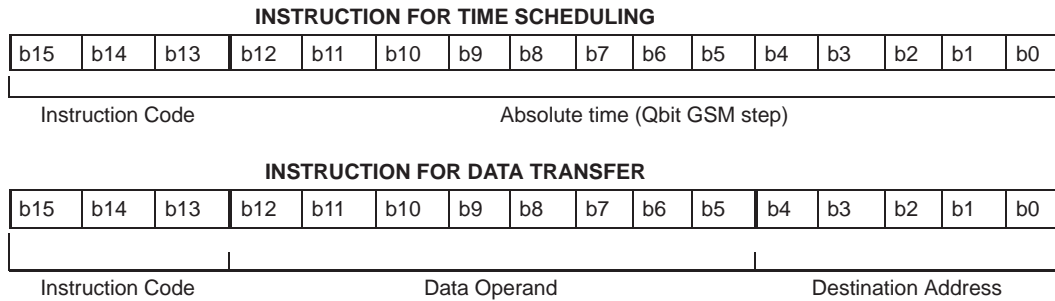 INSTRUCTION FOR TIME SCHEDULING
b15 b14 b13 b12 b11 b10 b9 b8 b7 b6 b5 b4 b3 b2 b1 b0
Instruction Code Absolute time (Qbit GSM step)
INSTRUCTION FOR DATA TRANSFER
b15 b14 b13 b12 b11 b10 b9 b8 b7 b6 b5 b4 b3 b2 b1 b0
Instruction Code Data Operand Destination Address